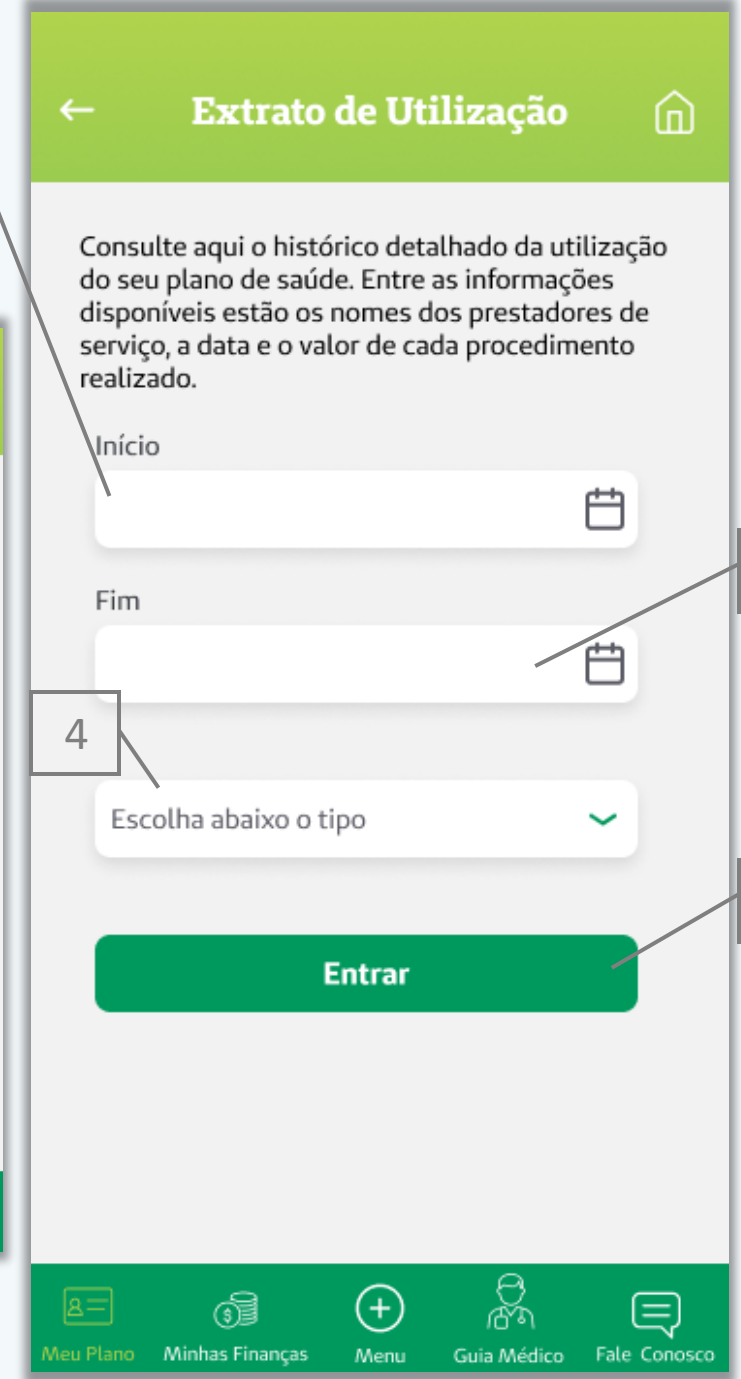 Extrato de Utilização
Consulte aqui o histórico detalhado da utilização
do seu plano de saúde. Entre as informações
disponíveis estão os nomes dos prestadores de
serviço, a data e o valor de cada procedimento
realizado.
Início
Fim
4
Escolha abaixo o tipo
Entrar
Meu Plano
Minhas Finanças
Menu
Guia Médico
Fale Conosco